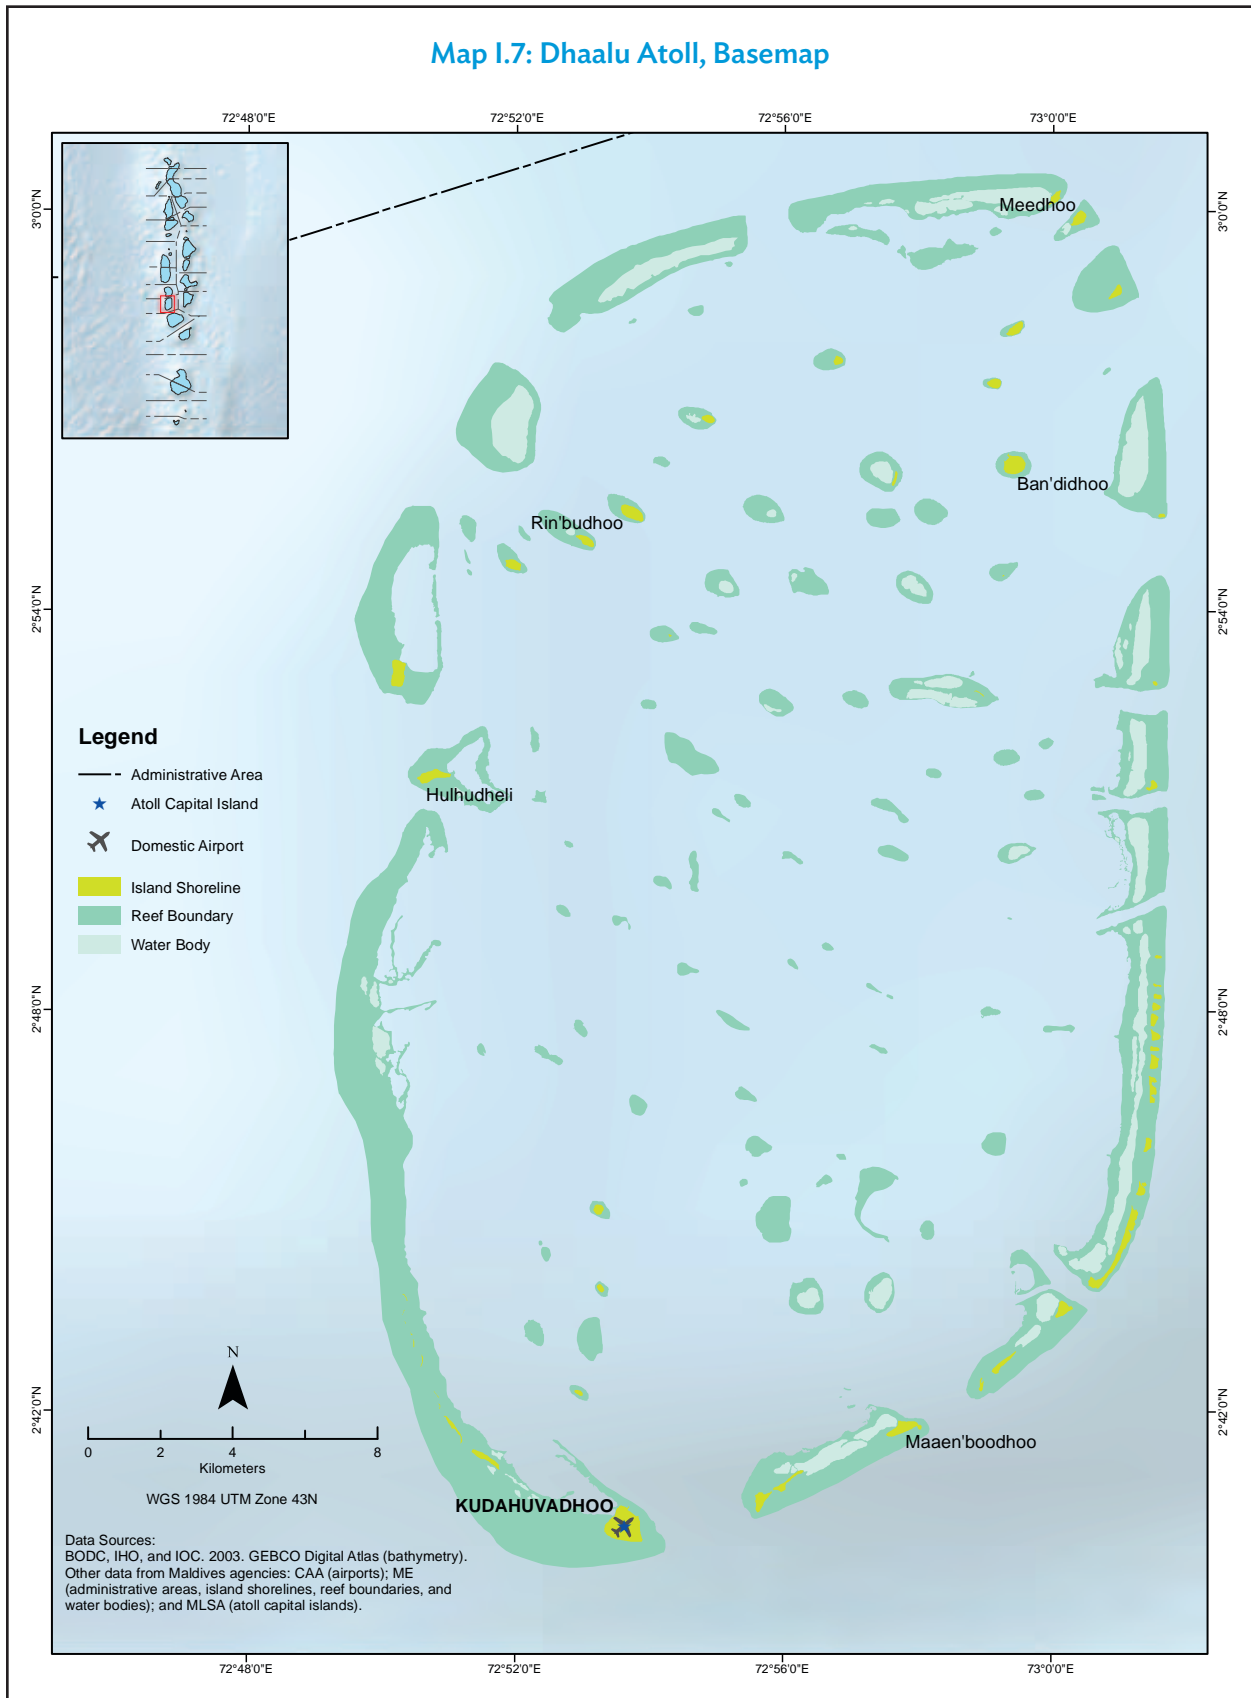 Map I.7: Dhaalu Atoll, Basemap
72°48'0"E
72°52'0"E
72°56'0"E
73°0'0"E
3°0'0"N
3°0'0"N
Meedhoo
Ban'didhoo
Rin'budhoo
2°54'0"N
2°54'0"N
Hulhudheli
Legend
Administrative Area
Atoll Capital Island
Domestic Airport
Island Shoreline
Reef Boundary
Water Body
2°48'0"N
2°48'0"N
N
2°42'0"N
2°42'0"N
0 2 4 8
Kilometers
Maaen'boodhoo
WGS 1984 UTM Zone 43N
KUDAHUVADHOO
Data Sources:
BODC, IHO, and IOC. 2003. GEBCO Digital Atlas (bathymetry).
Other data from Maldives agencies: CAA (airports); ME
(administrative areas, island shorelines, reef boundaries, and
water bodies); and MLSA (atoll capital islands).
72°48'0"E
72°52'0"E
72°56'0"E
73°0'0"E